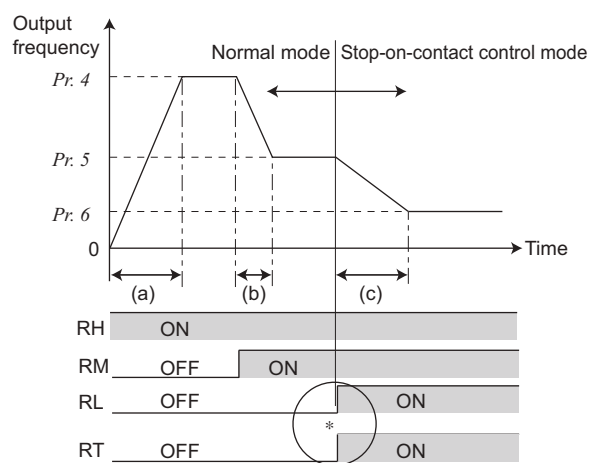 Output
frequency
Normal mode
Stop-on-contact control mode
Pr. 4
Pr. 5
Pr. 6
0
Time
(a)
(b)
(c)
RH ON
RM OFF ON
RL OFF ON
*
RT OFF ON